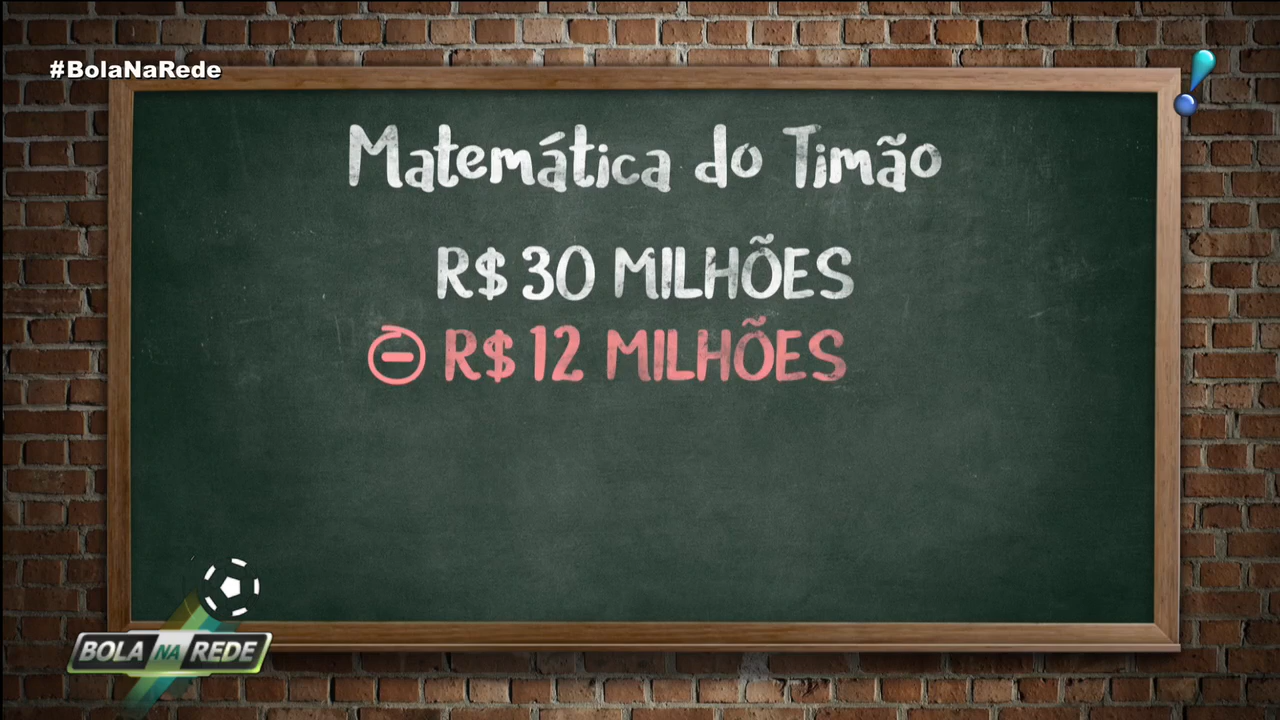 #BolaNaRede
Matemática do Timão
R$ 30 MILHÕES
R$ 12 MILHÕES
BOLA NA REDE